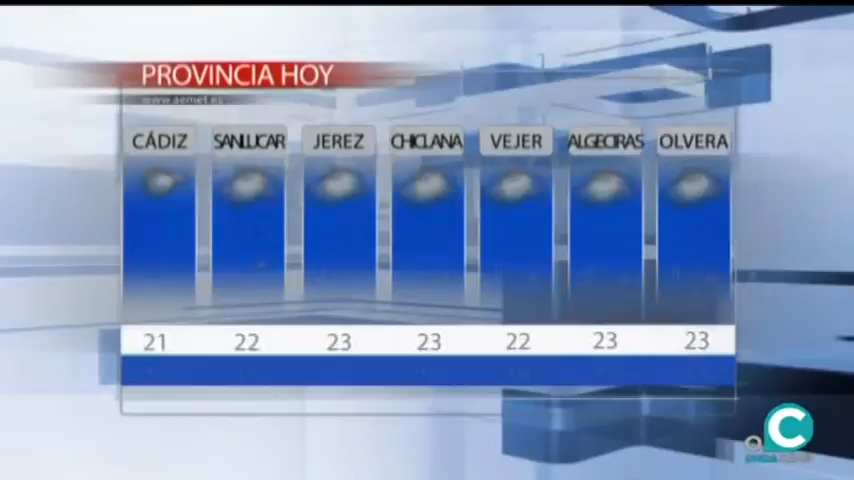 PROVINCIA HOY
www.aemet.es
CÁDIZ SANLUCAR JEREZ CHICLANA VEJER ALGECIRAS OLVERA
21 22 23 23 22 23 23
C